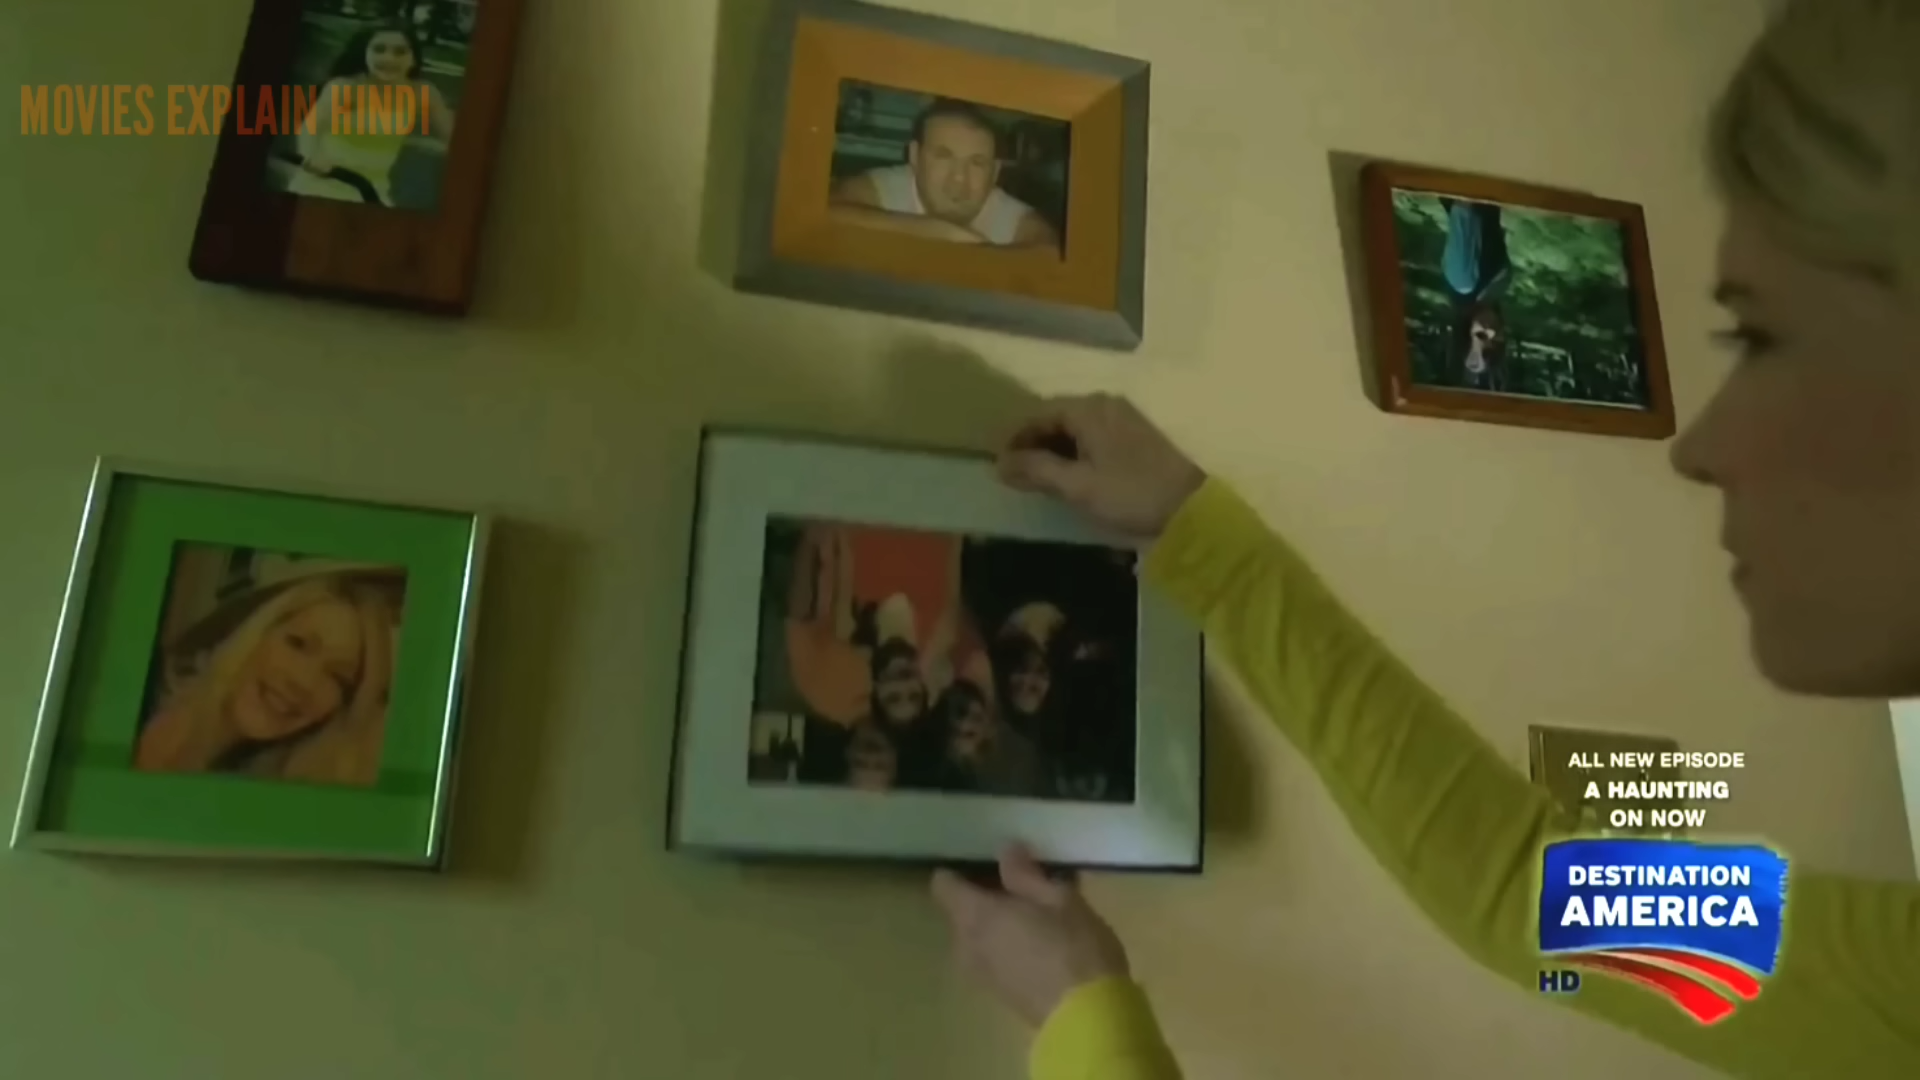 MOVIES EXPLAIN HINDI
ALL NEW EPISODE
A HAUNTING
ON NOW
DESTINATION
AMERICA
HD